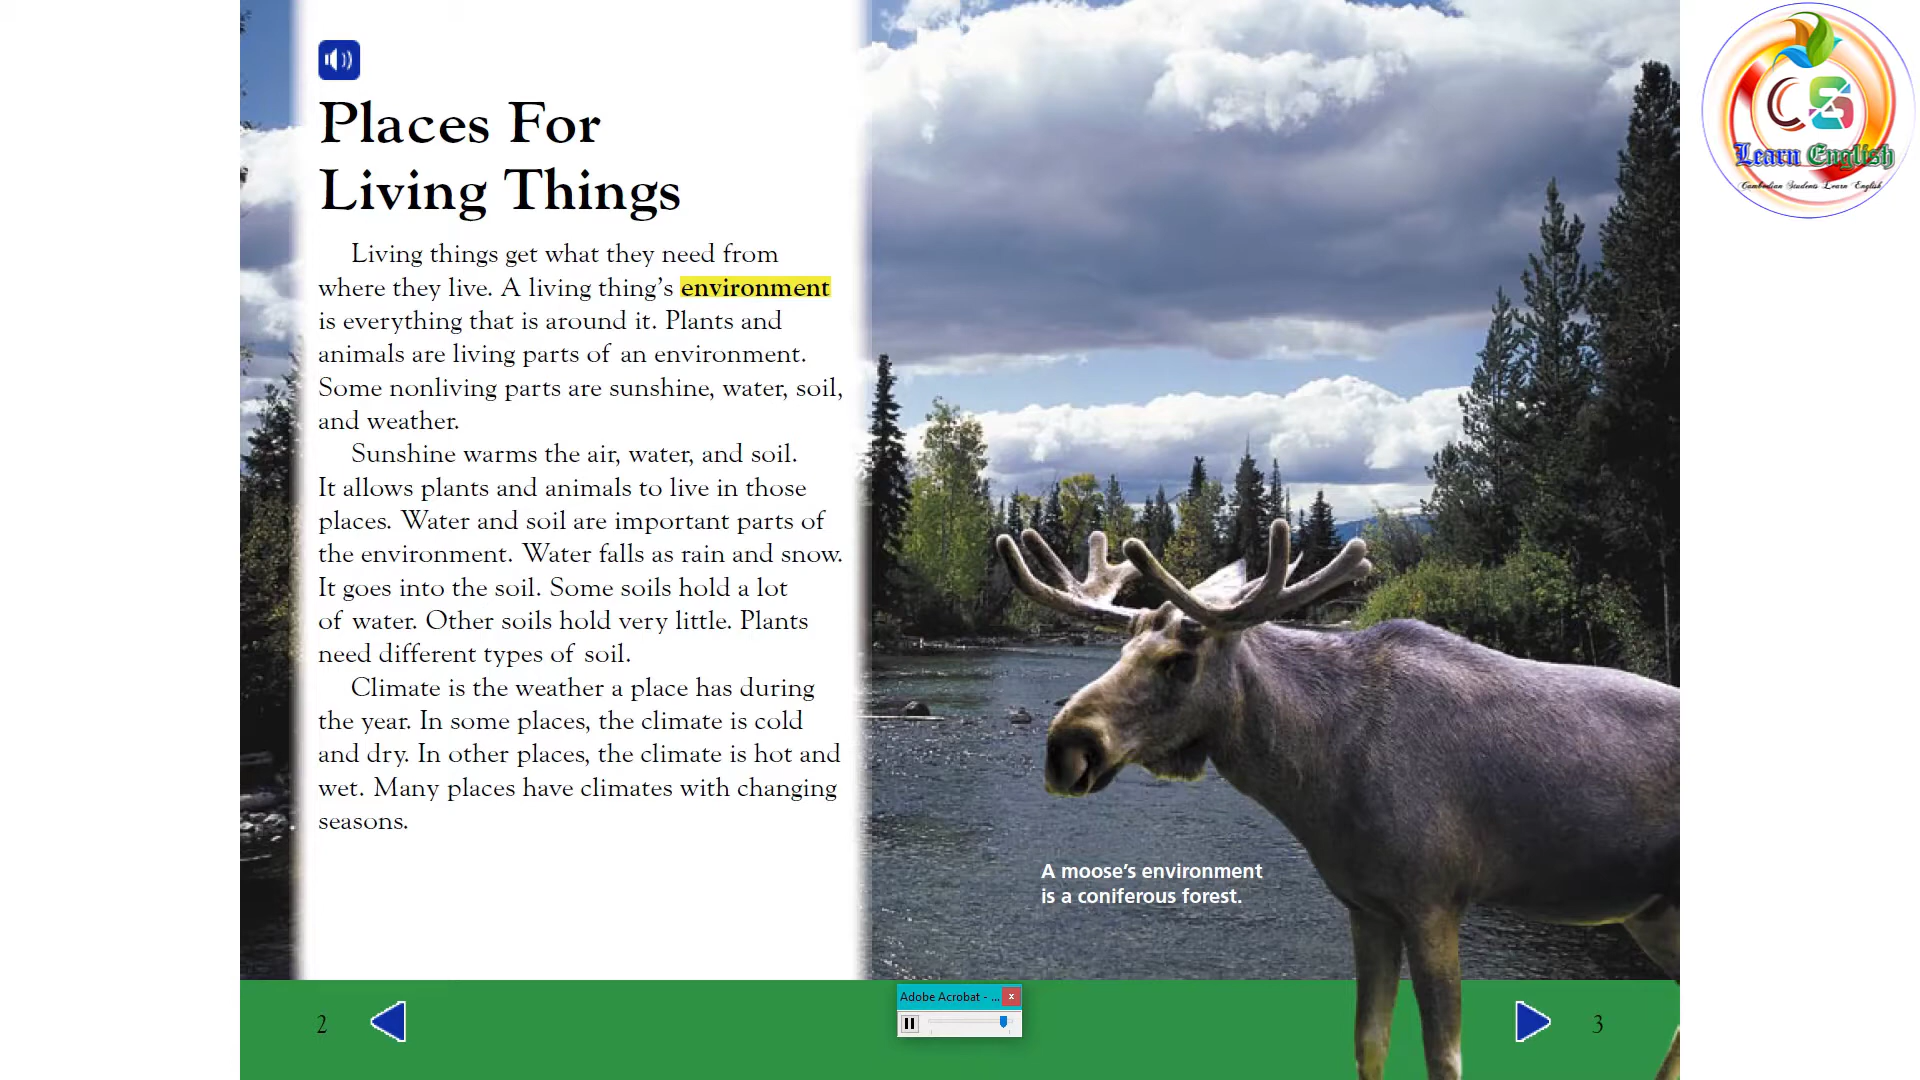 Places For
Living Things
Living things get what they need from
where they live. A living thing's environment
is everything that is around it. Plants and
animals are living parts of an environment.
Some nonliving parts are sunshine, water, soil,
and weather.
Sunshine warms the air, water, and soil.
It allows plants and animals to live in those
places. Water and soil are important parts of
the environment. Water falls as rain and snow.
It goes into the soil. Some soils hold a lot
of water. Other soils hold very little. Plants
need different types of soil.
Climate is the weather a place has during
the year. In some places, the climate is cold
and dry. In other places, the climate is hot and
wet. Many places have climates with changing
seasons.
A moose's environment
is a coniferous forest.
2
3
Adobe Acrobat - ...
x
CS
Learn English
Cambodian Students Learn English